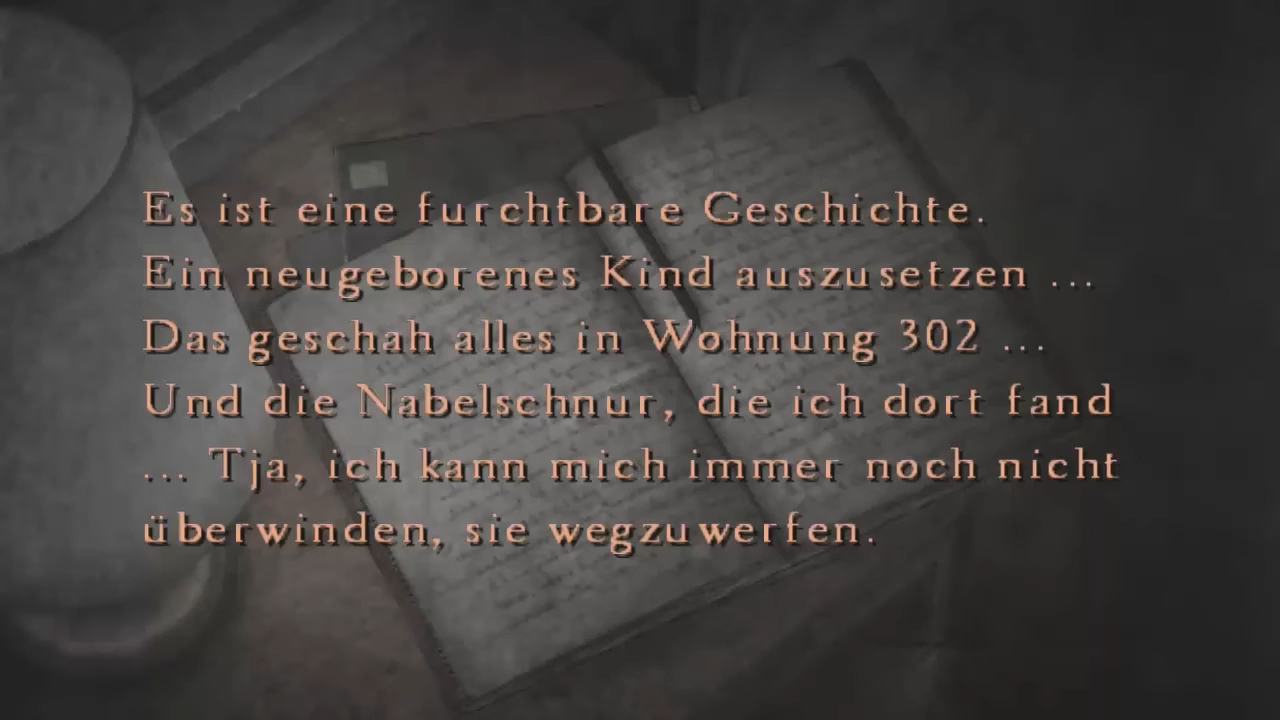 Es ist eine furchtbare Geschichte.
Ein neugeborenes Kind auszusetzen ...
Das geschah alles in Wohnung 302 ...
Und die Nabelschnur, die ich dort fand
... Tja, ich kann mich immer noch nicht
überwinden, sie wegzuwerfen.